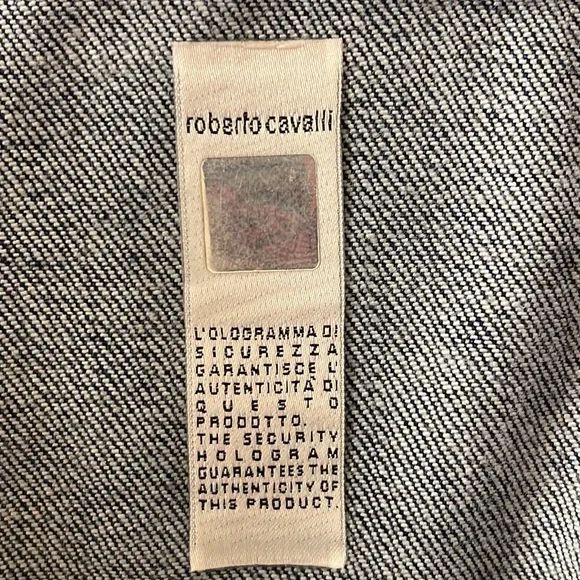 roberto cavalli
L'OLOGRAMMA DI
SICUREZZA
GARANTISCE L'
AUTENTICITÀ DI
QUESTO
PRODOTTO.
THE SECURITY
HOLOGRAM
GUARANTEES THE
AUTHENTICITY OF
THIS PRODUCT.